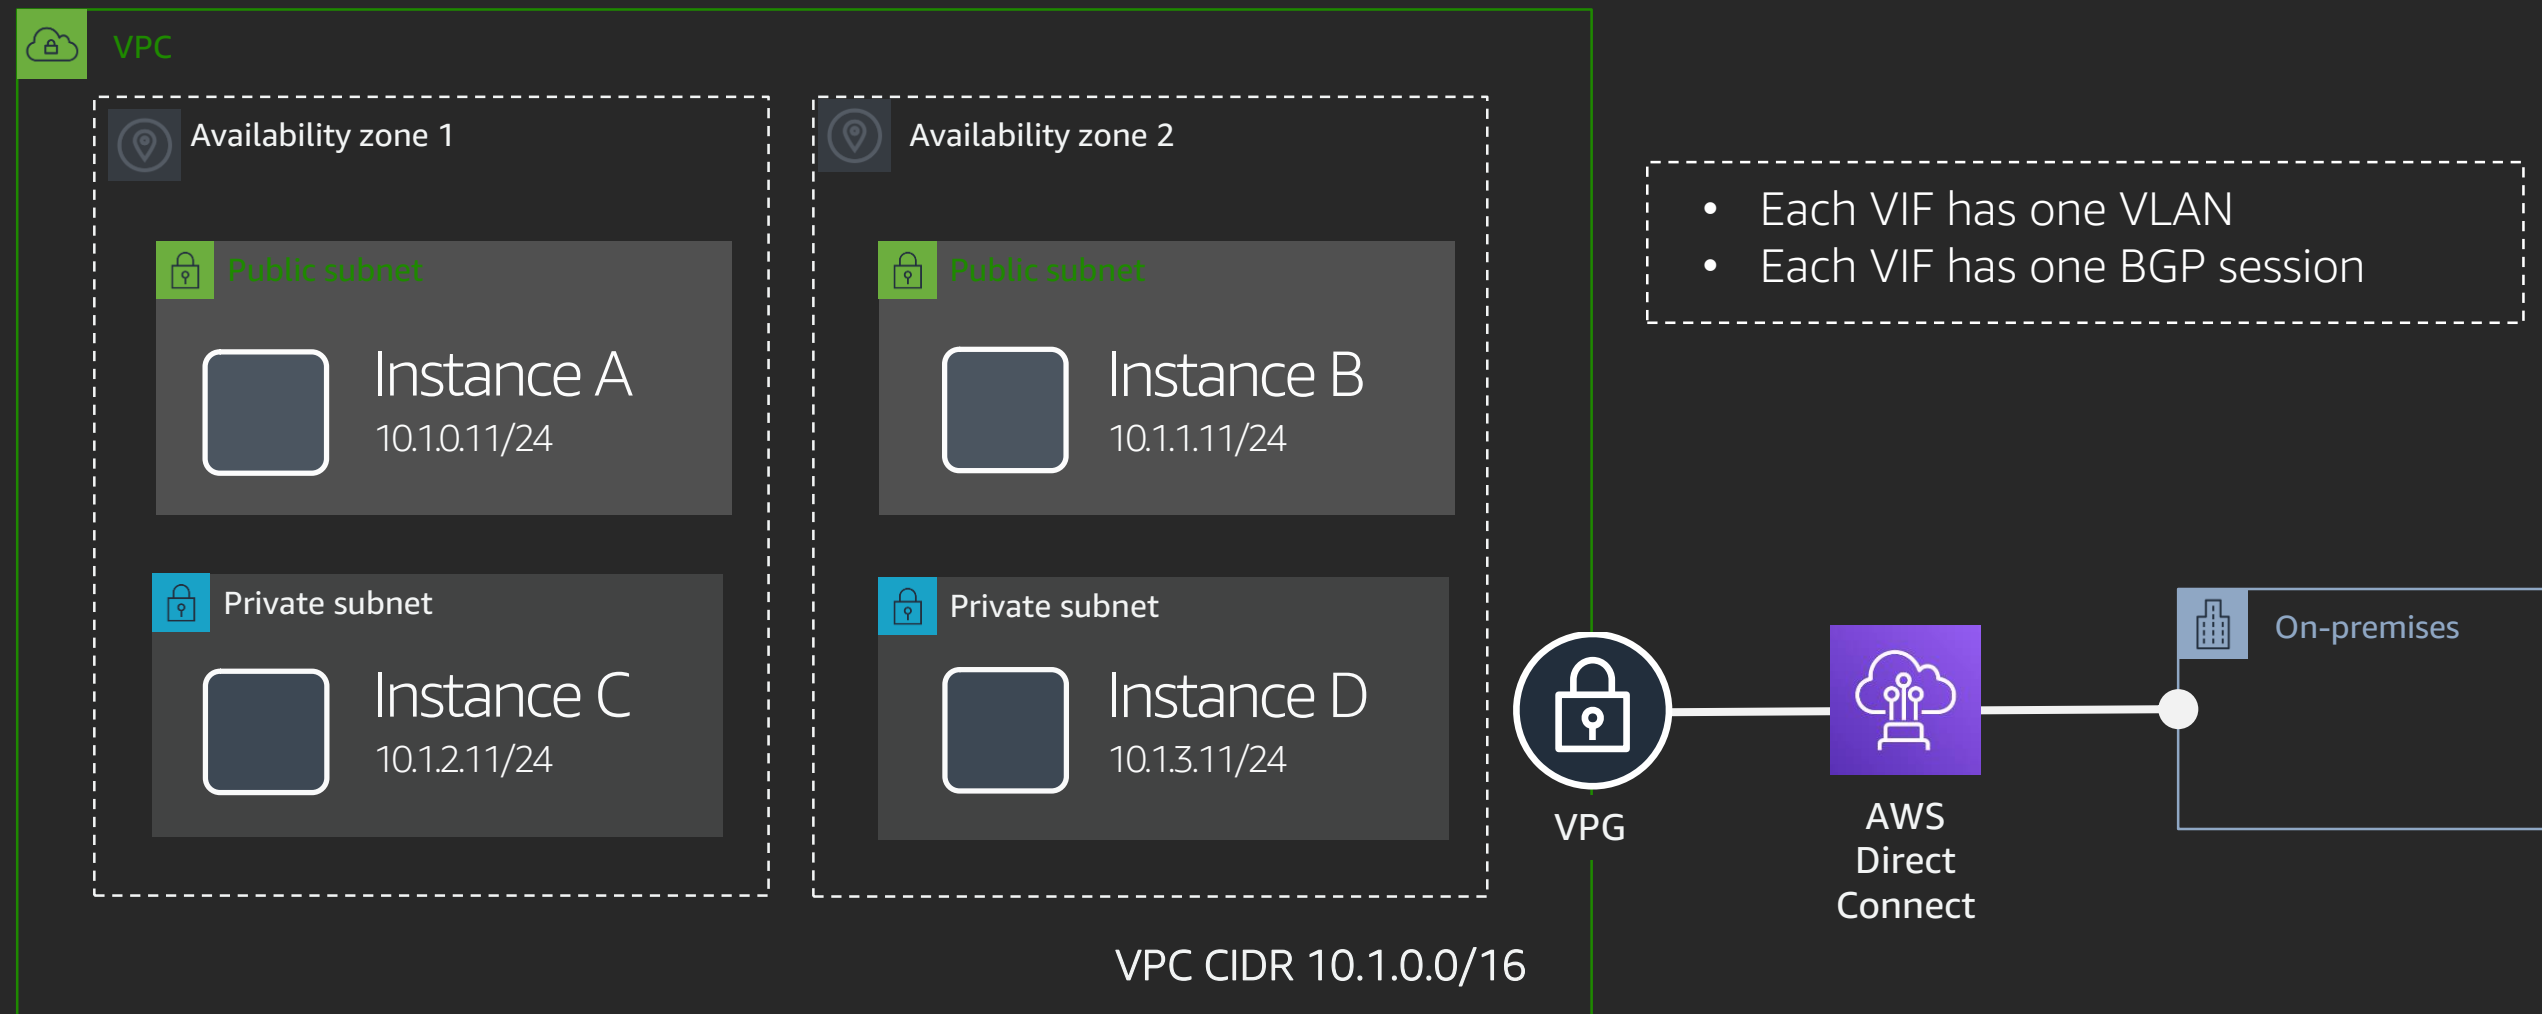 VPC
Availability zone 1
Availability zone 2
• Each VIF has one VLAN
• Each VIF has one BGP session
Public subnet
Public subnet
Instance A
10.1.0.11/24
Instance B
10.1.1.11/24
Private subnet
Private subnet
Instance C
10.1.2.11/24
Instance D
10.1.3.11/24
On-premises
VPG
AWS
Direct
Connect
VPC CIDR 10.1.0.0/16